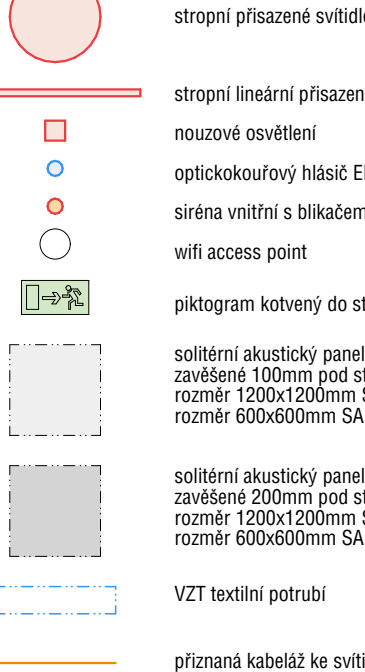 stropní přisazené svítidlo
stropní lineární přisazen
nouzové osvětlení
optickokouřový hlásič E
siréna vnitřní s blikačem
wifi access point
piktogram kotvený do st
solitérní akustický panel
zavěšené 100mm pod st
rozměr 1200x1200mm S
rozměr 600x600mm SA
solitérní akustický panel
zavěšené 200mm pod st
rozměr 1200x1200mm S
rozměr 600x600mm SA
VZT textilní potrubí
přiznaná kabeláž ke svíti